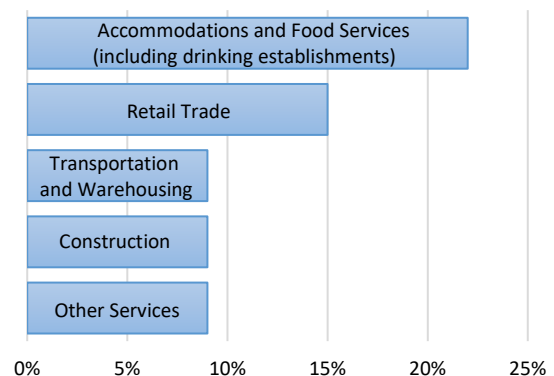 Accommodations and Food Services
(including drinking establishments)
Retail Trade
Transportation
and Warehousing
Construction
Other Services
0% 5% 10% 15% 20% 25%